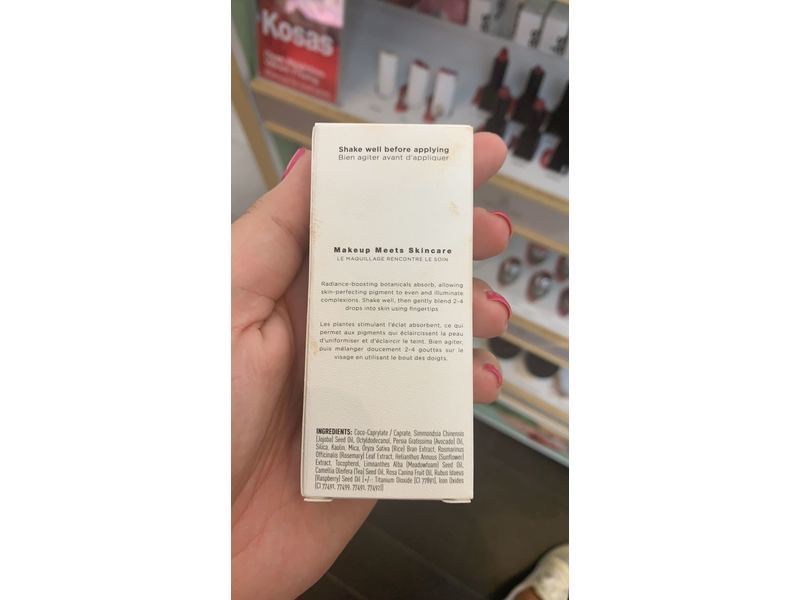 Kosas
Shake well before applying
Bien agiter avant d'appliquer
Makeup Meets Skincare
LE MAQUILLAGE RENCONTRE LE SOIN
Radiance-boosting botanicals absorb, allowing
skin-perfecting pigment to even and illuminate
complexions. Shake well, then gently blend 2-4
drops into skin using fingertips
Les plantes stimulant l'éclat absorbent, ce qui
permet aux pigments qui éclaircissent la peau
d'uniformiser et d'éclaircir le teint. Bien agiter,
puis mélanger doucement 2-4 gouttes sur le
visage en utilisant le bout des doigts.
INGREDIENTS: Coco-Caprylate / Caprate, Simmondsia Chinensis
(Jojoba) Seed Oil, Octyldodecanol, Persia Gratissima (Avocado) Oil,
Silica, Kaolin, Mica, Oryza Sativa (Rice) Bran Extract, Rosmarinus
Officinalis (Rosemary) Leaf Extract, Helianthus Annuus (Sunflower)
Extract, Tocopherol, Limnanthes Alba (Meadowfoam) Seed Oil,
Camellia Oleifera (Tea) Seed Oil, Rosa Canina Fruit Oil, Rubus Idaeus
(Raspberry) Seed Oil [+/- Titanium Dioxide (CI 77891), Iron Oxides
(CI 77491, 77499, 77491, 77492)]